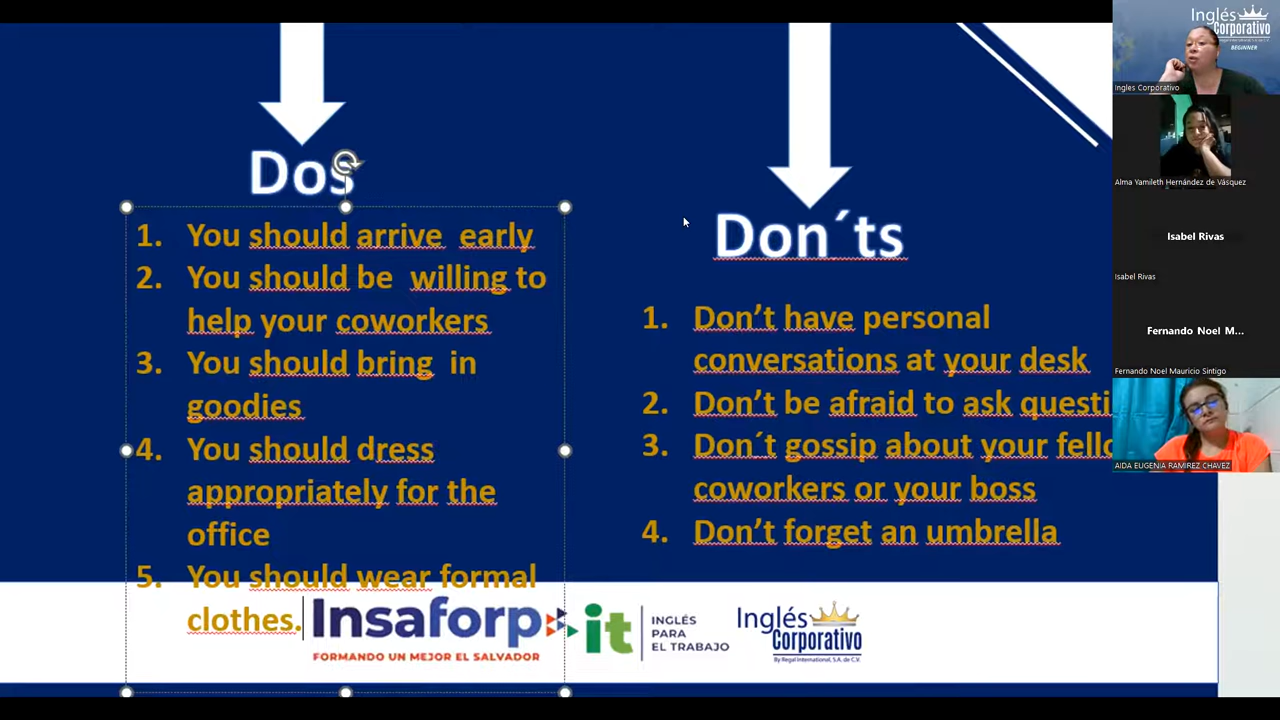 Dos
1. You should arrive  early
2. You should be  willing to
help your coworkers
3. You should bring  in
goodies
4. You should dress
appropriately for the
office
5. You should wear formal
clothes.
Don´ts
1. Don’t have personal
conversations at your desk
2. Don’t be afraid to ask questi
3. Don´t gossip about your fello
coworkers or your boss
4. Don’t forget an umbrella
Insaforp
FORMANDO UN MEJOR EL SALVADOR
it
INGLÉS
PARA
EL TRABAJO
Inglés
Corporativo
By Regal International, S.A. de C.V.
Inglés
Corporativo
BEGINNER
Ingles Corporativo
Alma Yamileth Hernández de Vásquez
Isabel Rivas
Isabel Rivas
Fernando Noel M...
Fernando Noel Mauricio Sintigo
AIDA EUGENIA RAMIREZ CHAVEZ